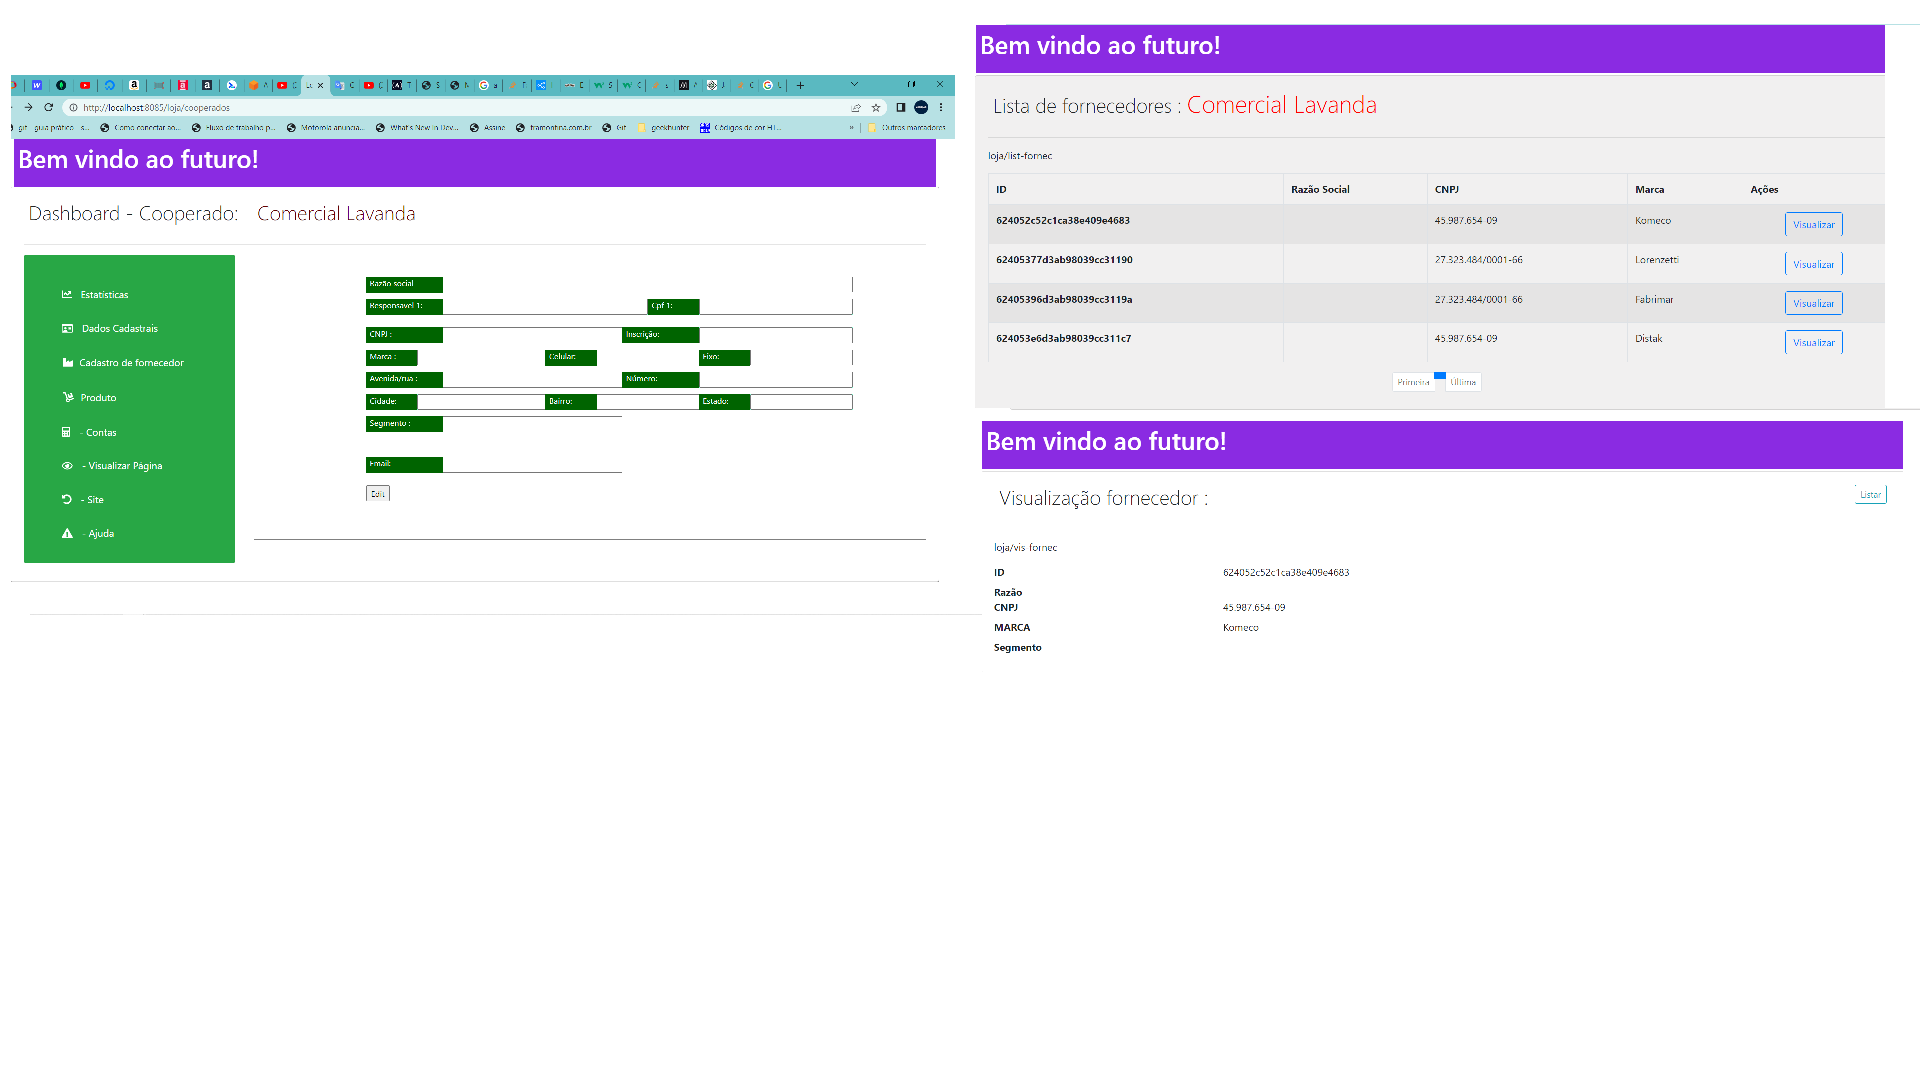 http://localhost:8085/loja/cooperados
git - guia prático - s... Como conectar ao... Fluxo de trabalho p... Motorola anuncia... What's New In Dev... Assine tramontina.com.br Git geekhunter Códigos de cor HT... » Outros marcadores
Bem vindo ao futuro!
Dashboard - Cooperado: Comercial Lavanda
Estatísticas
Dados Cadastrais
Cadastro de fornecedor
Produto
- Contas
- Visualizar Página
- Site
- Ajuda
Razão social
Responsavel 1: Cpf 1:
CNPJ : Inscrição:
Marca : Celular: Fixo:
Avenida/rua : Número:
Cidade: Bairro: Estado:
Segmento :
Email:
Edit
Bem vindo ao futuro!
Lista de fornecedores : Comercial Lavanda
loja/list-fornec
ID Razão Social CNPJ Marca Ações
624052c52c1ca38e409e4683 45.987.654-09 Komeco Visualizar
62405377d3ab98039cc31190 27.323.484/0001-66 Lorenzetti Visualizar
62405396d3ab98039cc3119a 27.323.484/0001-66 Fabrimar Visualizar
624053e6d3ab98039cc311c7 45.987.654-09 Distak Visualizar
Primeira Ultima
Bem vindo ao futuro!
Visualização fornecedor : Listar
loja/vis-fornec
ID 624052c52c1ca38e409e4683
Razão
CNPJ 45.987.654-09
MARCA Komeco
Segmento